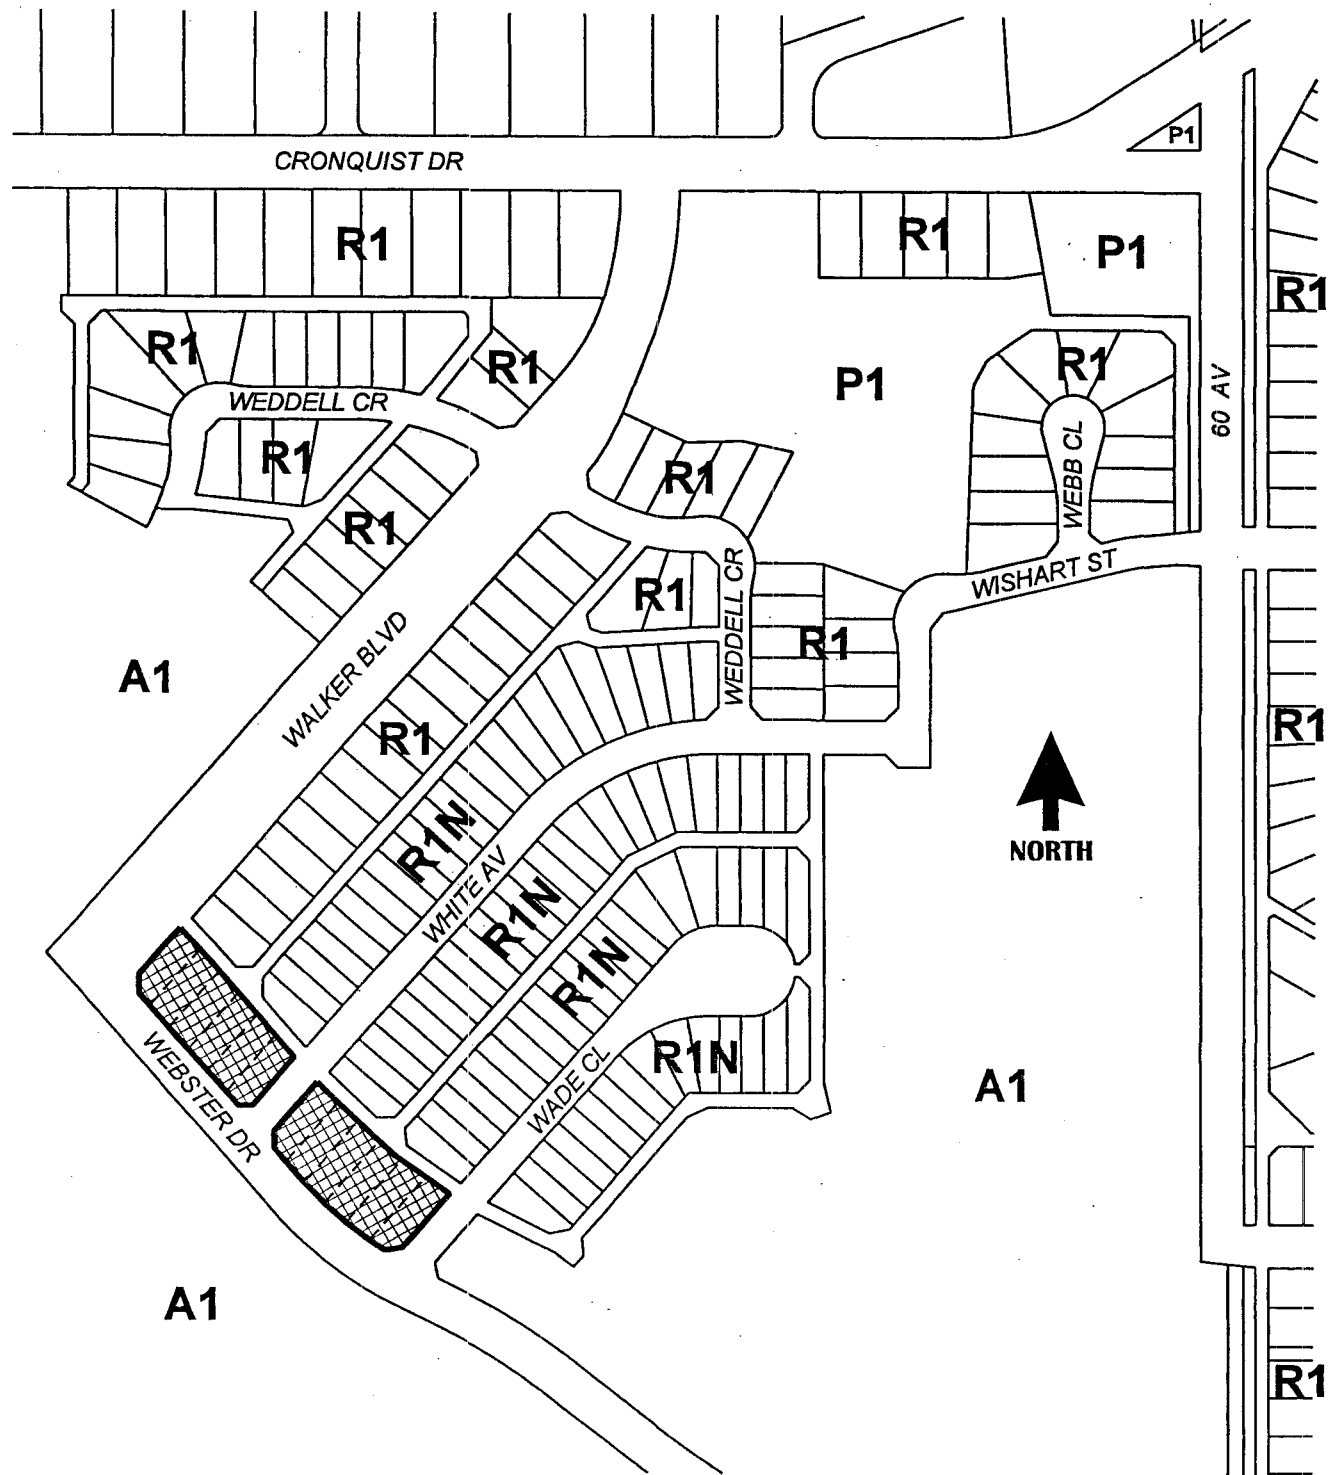 P1
CRONQUIST DR
R1
R1
P1
R1
R1
R1
R1
P1
WEDDELL CR
60 AV
WEBB CL
R1
R1
R1
WISHART ST
R1
WEDDELL CR
R1
A1
WALKER BLVD
R1
R1
NORTH
R1N
WHITE AV
R1N
R1N
R1N
WADE CL
WEBSTER DR
A1
A1
R1